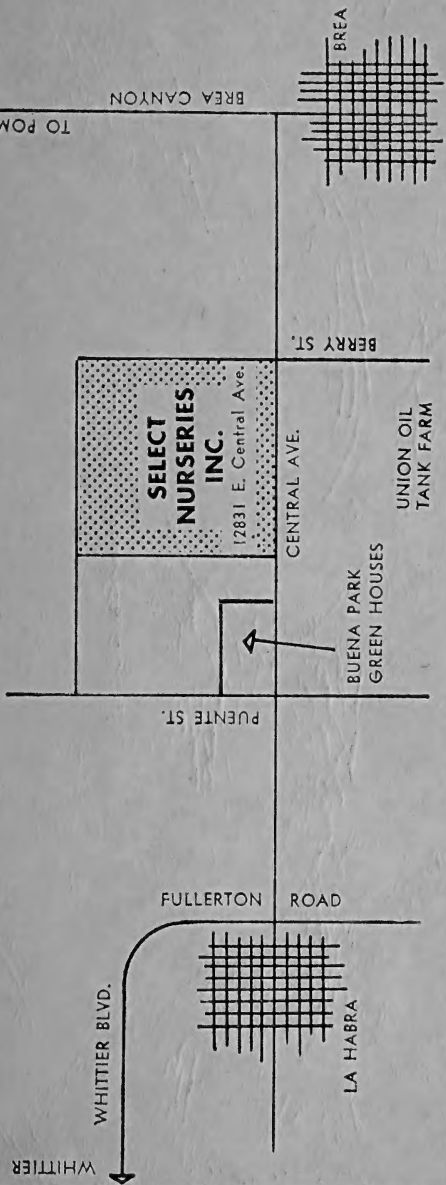 TO POM
BREA CANYON
BREA
SELECT
NURSERIES
INC.
12831 E. Central Ave.
BERRY ST.
CENTRAL AVE.
UNION OIL
TANK FARM
BUENA PARK
GREEN HOUSES
PUENTE ST.
FULLERTON ROAD
WHITTIER BLVD.
LA HABRA
WHITTIER